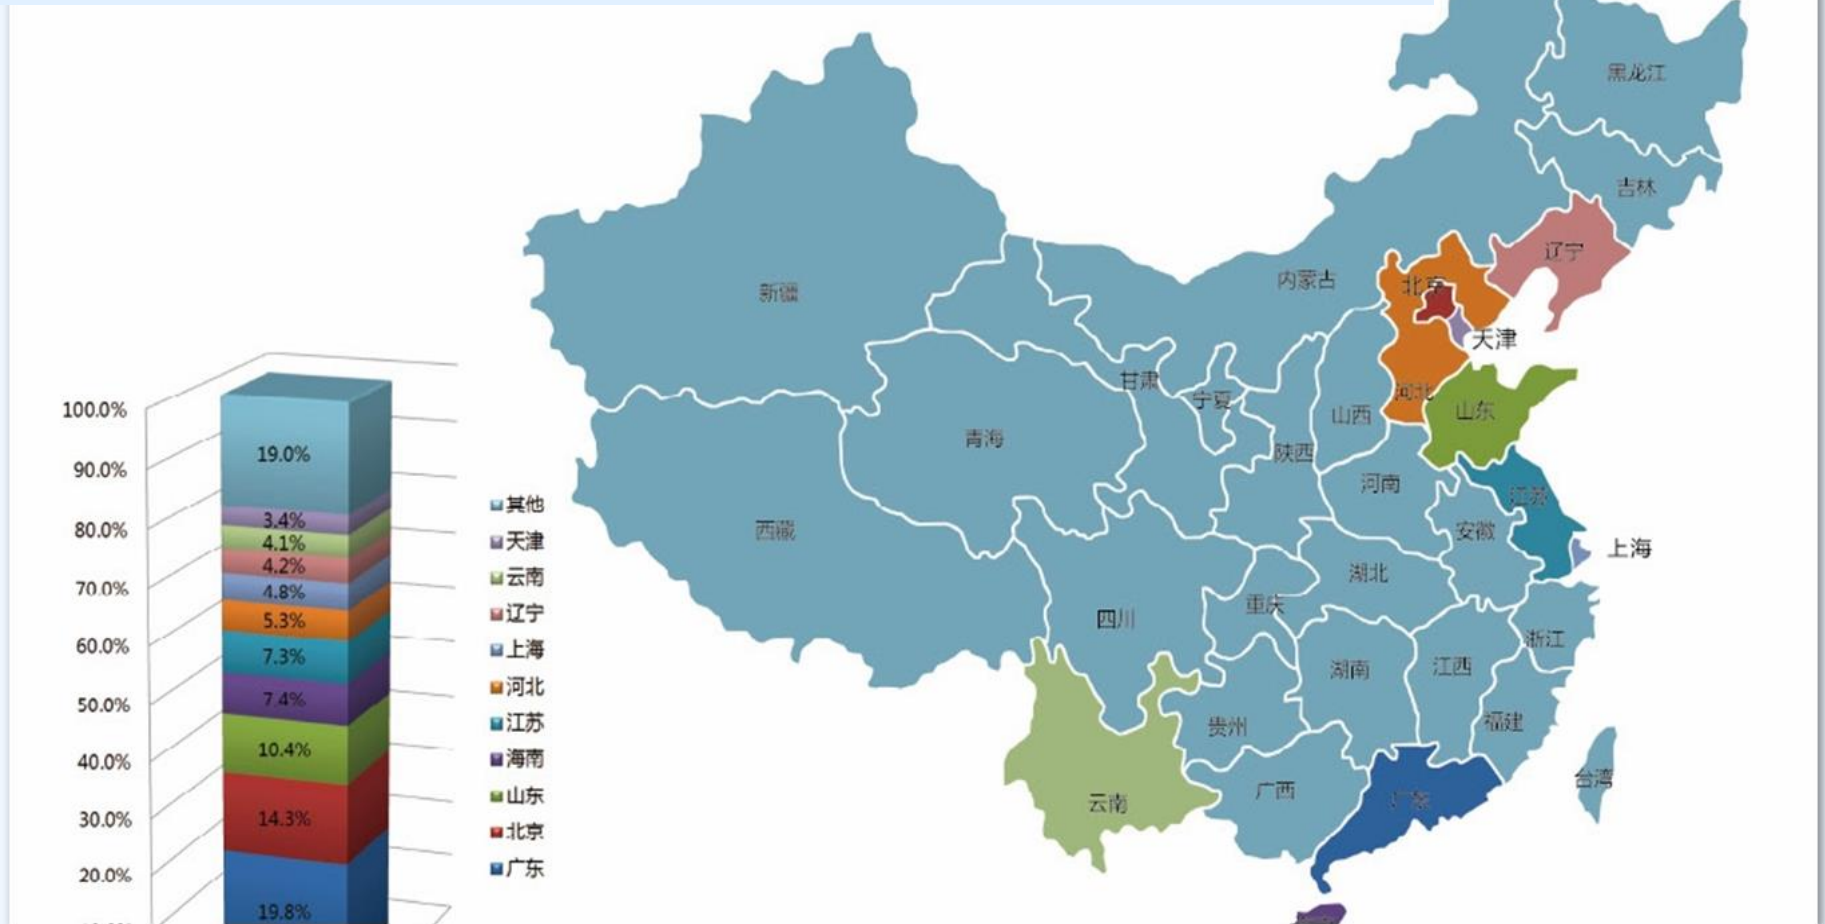 100.0%
90.0%
80.0%
70.0%
60.0%
50.0%
40.0%
30.0%
20.0%
19.0%
3.4%
4.1%
4.2%
4.8%
5.3%
7.3%
7.4%
10.4%
14.3%
19.8%
其他
天津
云南
辽宁
上海
河北
江苏
海南
山东
北京
广东
黑龙江
吉林
辽宁
内蒙古
新疆
北京
天津
甘肃
宁夏
河北
山东
山西
青海
陕西
河南
江苏
西藏
安徽
上海
湖北
重庆
四川
浙江
湖南
江西
福建
贵州
台湾
广西
云南
广东